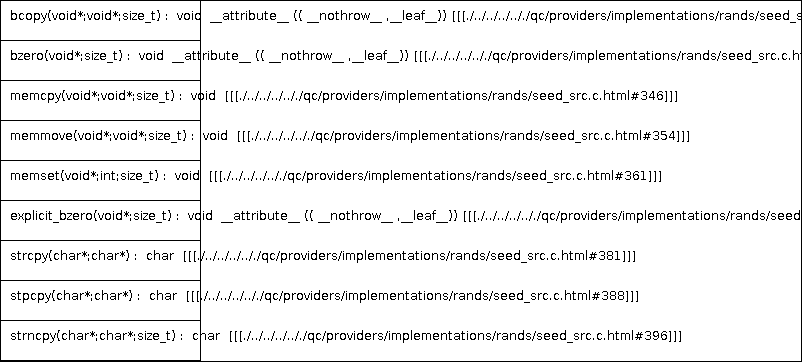 bcopy(void*;void*;size_t) : void __attribute__ (( __nothrow__ ,__leaf__)) [[[./../../../../../qc/providers/implementations/rands/seed_src.c.html#
bzero(void*;size_t) : void __attribute__ (( __nothrow__ ,__leaf__)) [[[./../../../../../qc/providers/implementations/rands/seed_src.c.h
memcpy(void*;void*;size_t) : void [[[./../../../../../qc/providers/implementations/rands/seed_src.c.html#346]]]
memmove(void*;void*;size_t) : void [[[./../../../../../qc/providers/implementations/rands/seed_src.c.html#354]]]
memset(void*;int;size_t) : void [[[./../../../../../qc/providers/implementations/rands/seed_src.c.html#361]]]
explicit_bzero(void*;size_t) : void __attribute__ (( __nothrow__ ,__leaf__)) [[[./../../../../../qc/providers/implementations/rands/seed
strcpy(char*;char*) : char [[[./../../../../../qc/providers/implementations/rands/seed_src.c.html#381]]]
stpcpy(char*;char*) : char [[[./../../../../../qc/providers/implementations/rands/seed_src.c.html#388]]]
strncpy(char*;char*;size_t) : char [[[./../../../../../qc/providers/implementations/rands/seed_src.c.html#396]]]